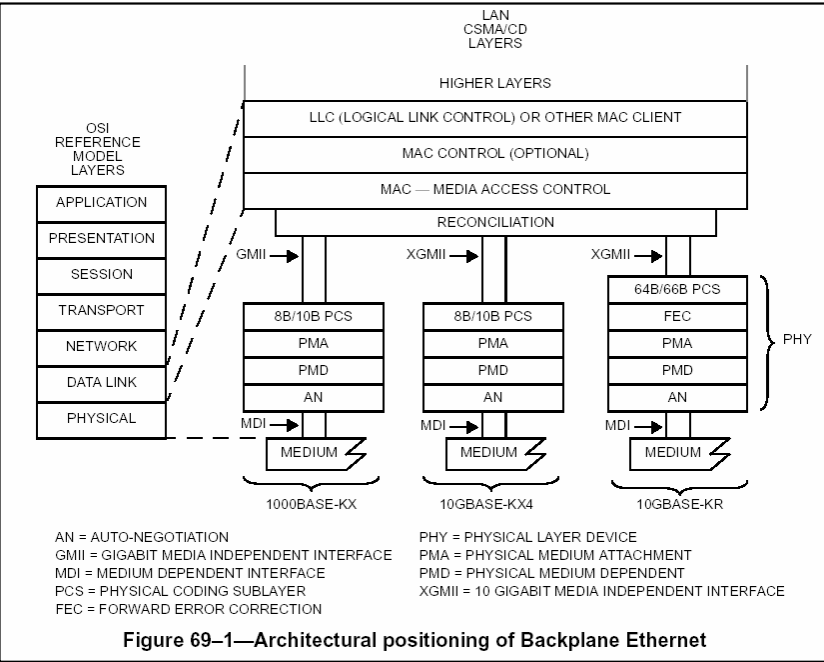 LAN
CSMA/CD
LAYERS
HIGHER LAYERS
LLC (LOGICAL LINK CONTROL) OR OTHER MAC CLIENT
MAC CONTROL (OPTIONAL)
MAC — MEDIA ACCESS CONTROL
RECONCILIATION
OSI
REFERENCE
MODEL
LAYERS
APPLICATION
PRESENTATION
SESSION
TRANSPORT
NETWORK
DATA LINK
PHYSICAL
GMII
8B/10B PCS
PMA
PMD
AN
MDI
MEDIUM
1000BASE-KX
XGMII
8B/10B PCS
PMA
PMD
AN
MDI
MEDIUM
10GBASE-KX4
XGMII
64B/66B PCS
FEC
PMA
PMD
AN
MDI
MEDIUM
10GBASE-KR
PHY
AN = AUTO-NEGOTIATION
GMII = GIGABIT MEDIA INDEPENDENT INTERFACE
MDI = MEDIUM DEPENDENT INTERFACE
PCS = PHYSICAL CODING SUBLAYER
FEC = FORWARD ERROR CORRECTION
PHY = PHYSICAL LAYER DEVICE
PMA = PHYSICAL MEDIUM ATTACHMENT
PMD = PHYSICAL MEDIUM DEPENDENT
XGMII = 10 GIGABIT MEDIA INDEPENDENT INTERFACE
Figure 69–1—Architectural positioning of Backplane Ethernet